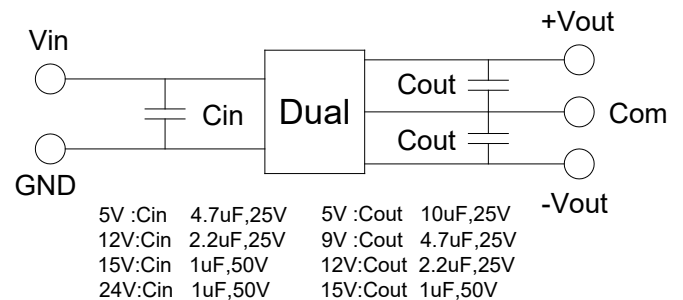 +Vout
Vin
Cout
Cin
Dual
Com
Cout
GND
-Vout
5V :Cin 4.7uF,25V 5V :Cout 10uF,25V
12V:Cin 2.2uF,25V 9V :Cout 4.7uF,25V
15V:Cin 1uF,50V 12V:Cout 2.2uF,25V
24V:Cin 1uF,50V 15V:Cout 1uF,50V